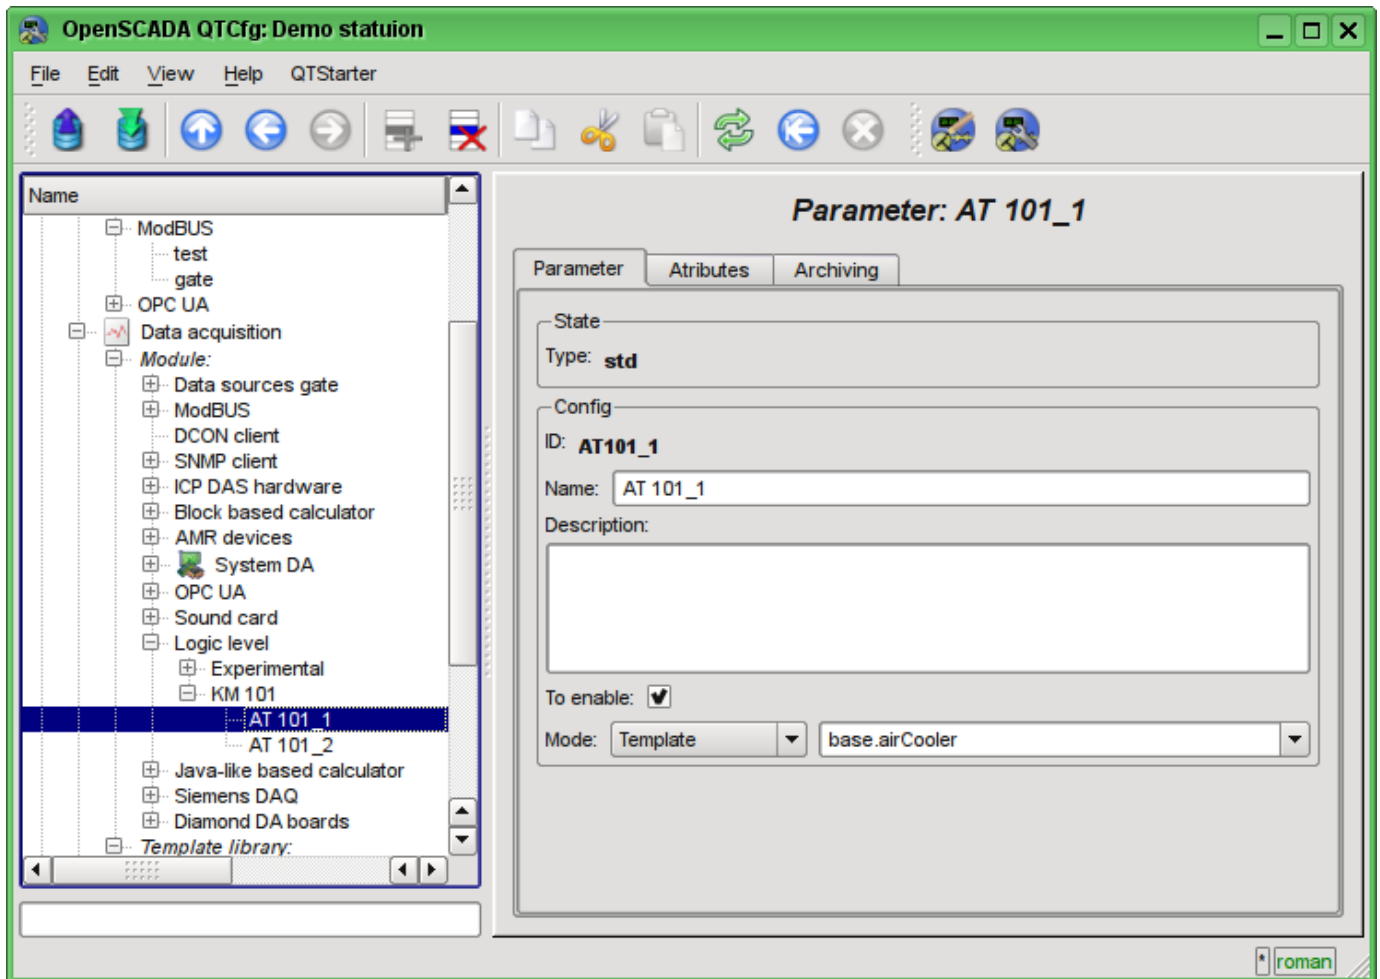 OpenSCADA QTCfg: Demo statuion
File Edit View Help QTStarter
Name
ModBUS
test
gate
OPC UA
Data acquisition
Module:
Data sources gate
ModBUS
DCON client
SNMP client
ICP DAS hardware
Block based calculator
AMR devices
System DA
OPC UA
Sound card
Logic level
Experimental
KM 101
AT 101_1
AT 101_2
Java-like based calculator
Siemens DAQ
Diamond DA boards
Template library:
Parameter: AT 101_1
Parameter Atributes Archiving
State
Type: std
Config
ID: AT101_1
Name: AT 101_1
Description:
To enable:
Mode: Template base.airCooler
* roman